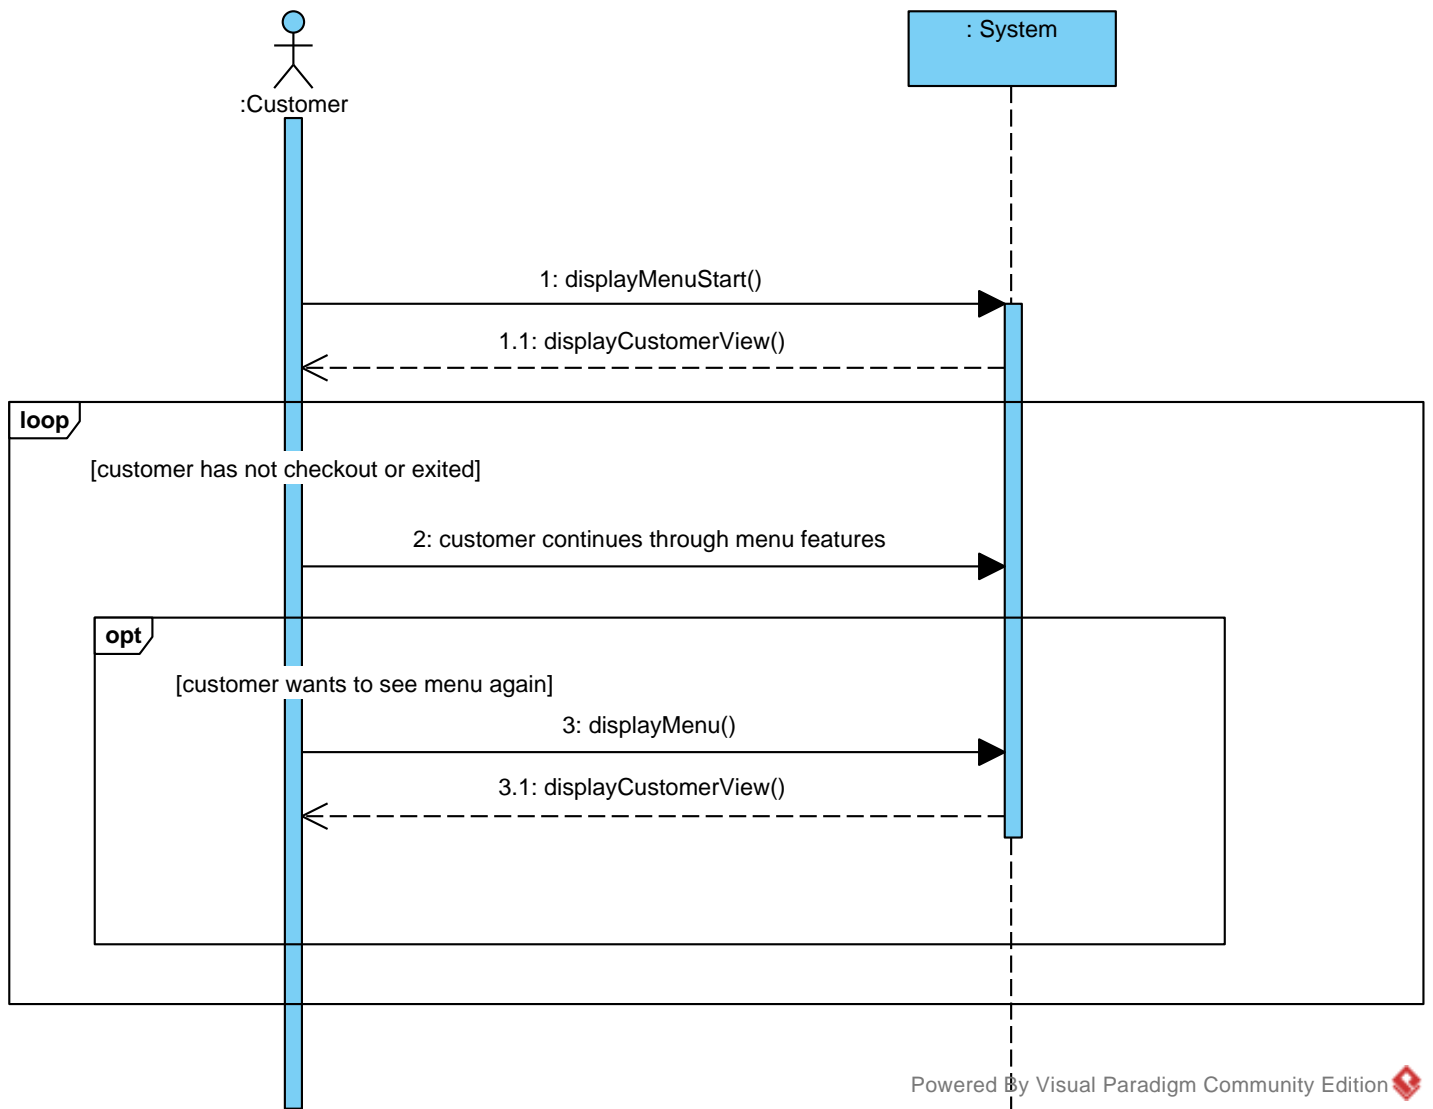 : System
:Customer
1: displayMenuStart()
1.1: displayCustomerView()
loop
[customer has not checkout or exited]
2: customer continues through menu features
opt
[customer wants to see menu again]
3: displayMenu()
3.1: displayCustomerView()
Powered By Visual Paradigm Community Edition